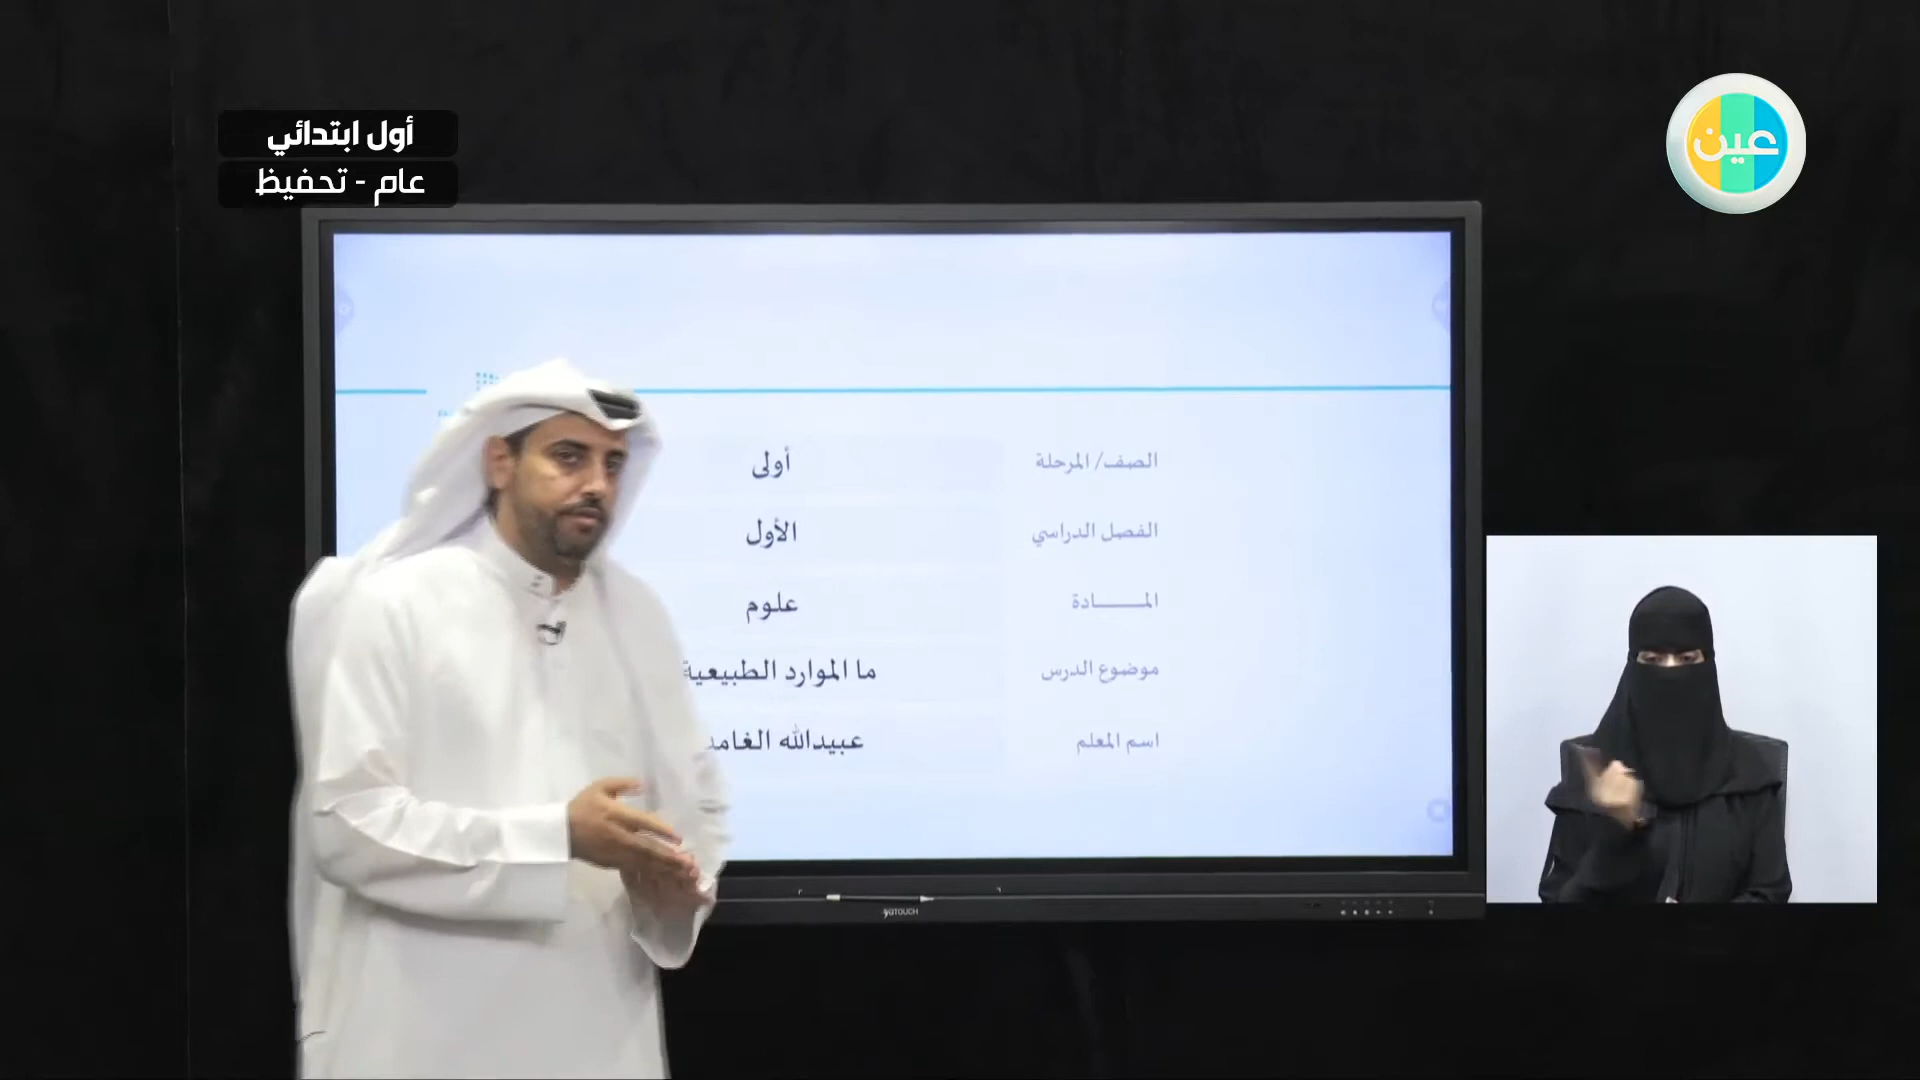 أول ابتدائي
عام - تحفيظ
عين
الصف/ المرحلة أولى
الفصل الدراسي الأول
المــــــادة علوم
موضوع الدرس ما الموارد الطبيعية
اسم المعلم عبيدالله